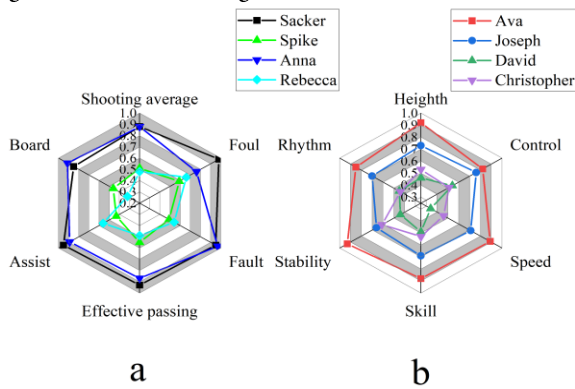 Sacker
Spike
Anna
Rebecca
Shooting average
Foul
Fault
Effective passing
Assist
Board
1.0
0.9
0.8
0.7
0.6
0.5
0.4
0.3
0.2
a
Ava
Joseph
David
Christopher
Heighth
Control
Speed
Skill
Stability
Rhythm
1.0
0.9
0.8
0.7
0.6
0.5
0.4
0.3
b